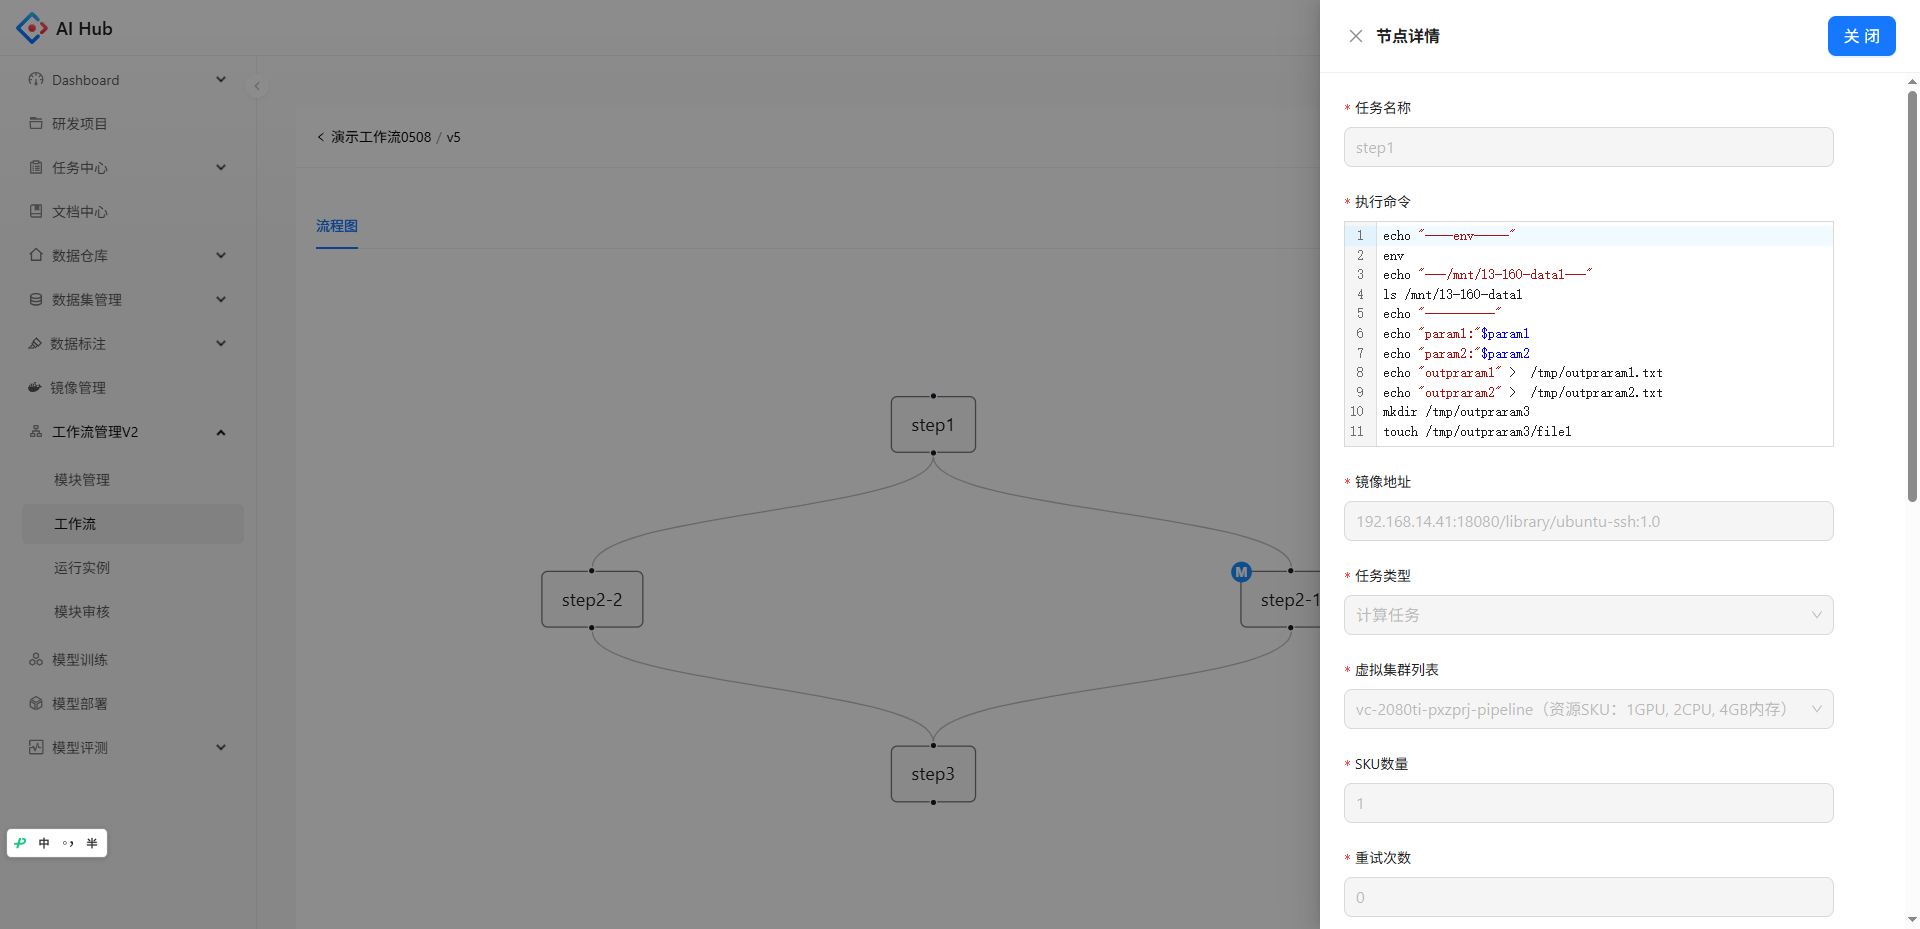 AI Hub
Dashboard
研发项目
任务中心
文档中心
数据仓库
数据集管理
数据标注
镜像管理
工作流管理V2
模块管理
工作流
运行实例
模块审核
模型训练
模型部署
模型评测
中 °, 半
< 演示工作流0508 / v5
流程图
step1
step2-2
M
step2-1
step3
节点详情
关 闭
* 任务名称
step1
* 执行命令
1 echo "----env-----"
2 env
3 echo "---/mnt/13-160-data1---"
4 ls /mnt/13-160-data1
5 echo "----------"
6 echo "param1:"$param1
7 echo "param2:"$param2
8 echo "outpraram1" >  /tmp/outpraram1.txt
9 echo "outpraram2" >  /tmp/outpraram2.txt
10 mkdir /tmp/outpraram3
11 touch /tmp/outpraram3/file1
* 镜像地址
192.168.14.41:18080/library/ubuntu-ssh:1.0
* 任务类型
计算任务
* 虚拟集群列表
vc-2080ti-pxzprj-pipeline（资源SKU：1GPU, 2CPU, 4GB内存）
* SKU数量
1
* 重试次数
0